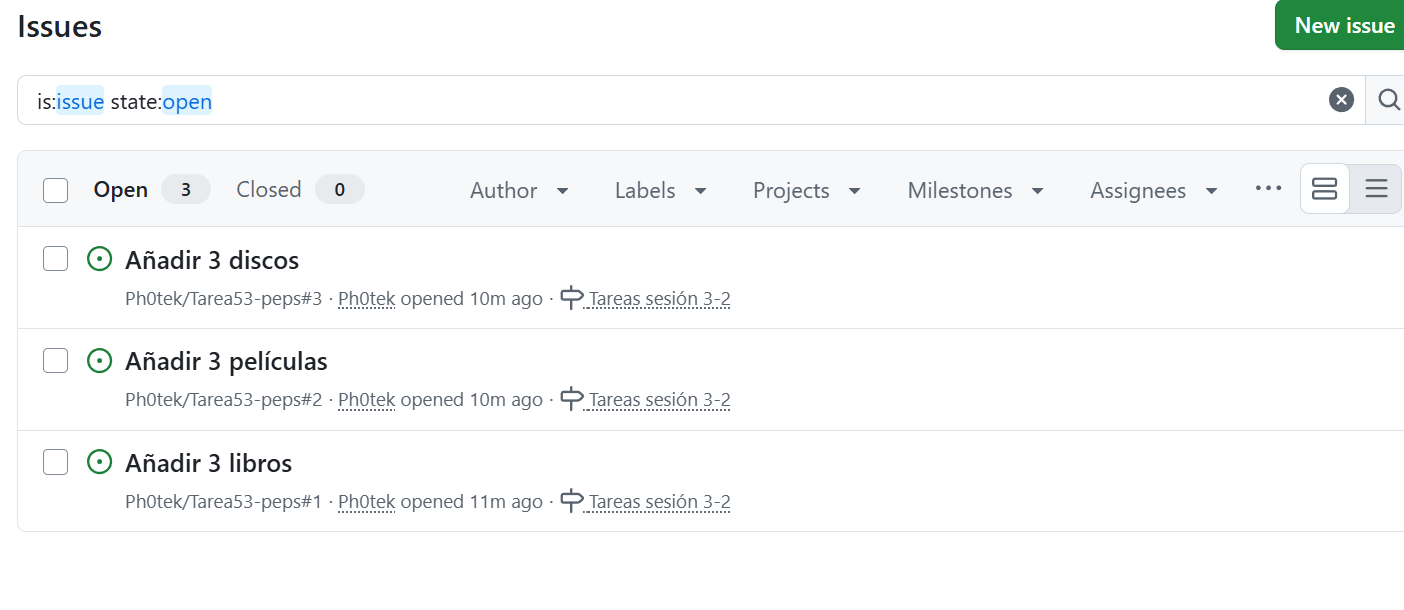 Issues
New issue
is:issue state:open
Open 3 Closed 0 Author Labels Projects Milestones Assignees
Añadir 3 discos
Ph0tek/Tarea53-peps#3 · Ph0tek opened 10m ago · Tareas sesión 3-2
Añadir 3 películas
Ph0tek/Tarea53-peps#2 · Ph0tek opened 10m ago · Tareas sesión 3-2
Añadir 3 libros
Ph0tek/Tarea53-peps#1 · Ph0tek opened 11m ago · Tareas sesión 3-2